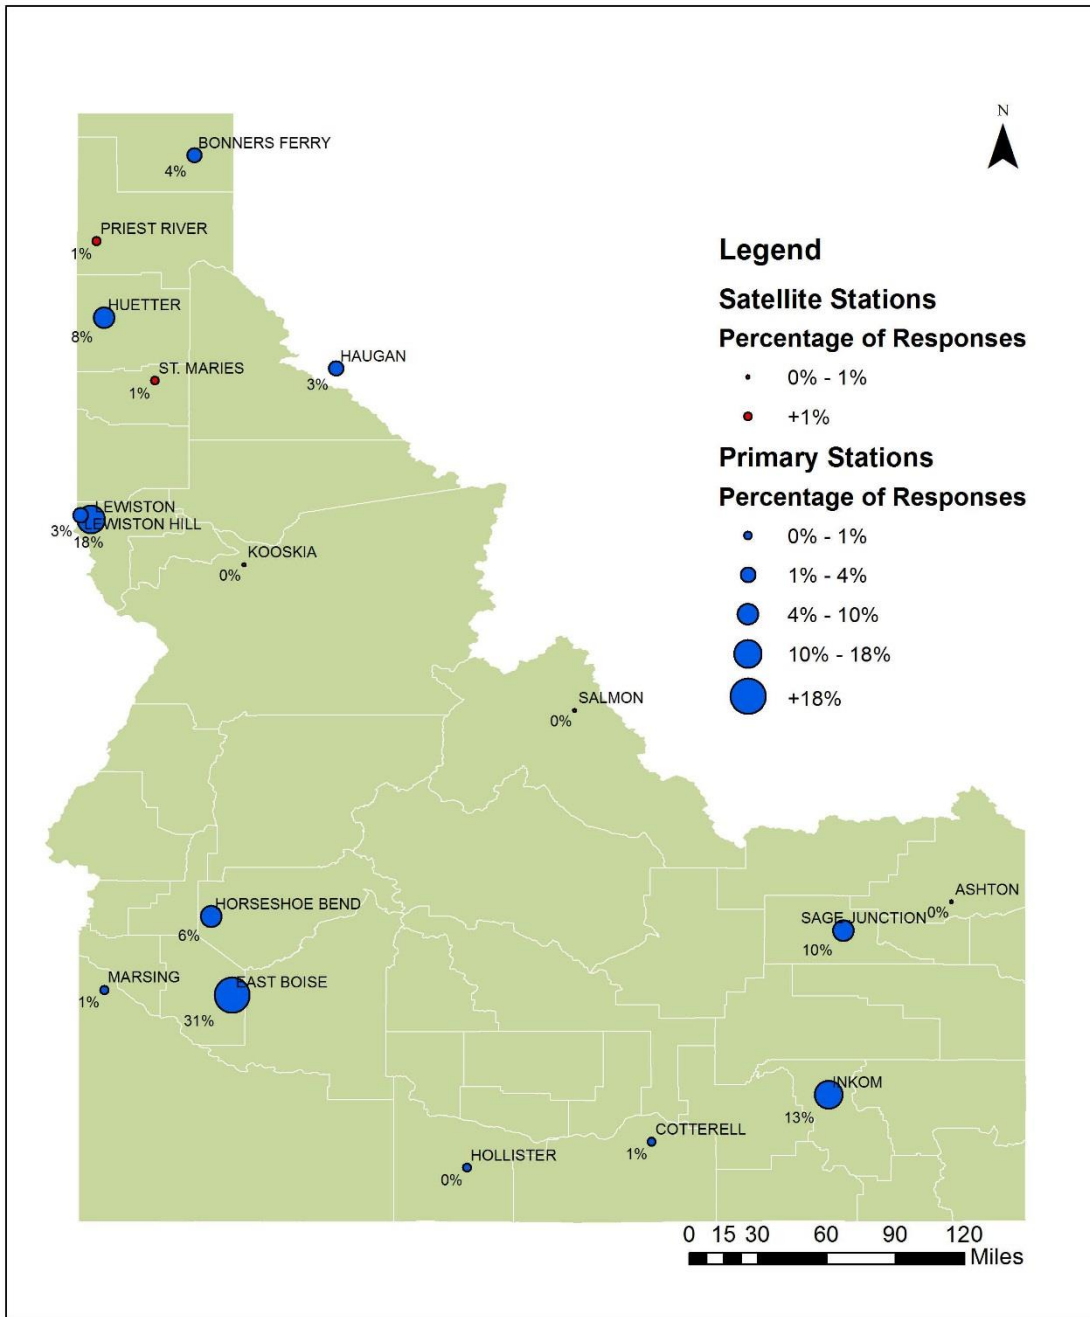 N
BONNERS FERRY
4%
PRIEST RIVER
1%
HUETTER
8%
ST. MARIES
1%
HAUGAN
3%
LEWISTON
LEWISTON HILL
3%
18%
KOOSKIA
0%
SALMON
0%
HORSESHOE BEND
6%
MARSING
1%
EAST BOISE
31%
ASHTON
0%
SAGE JUNCTION
10%
INKOM
13%
COTTERELL
1%
HOLLISTER
0%
Legend
Satellite Stations
Percentage of Responses
0% - 1%
+1%
Primary Stations
Percentage of Responses
0% - 1%
1% - 4%
4% - 10%
10% - 18%
+18%
0 15 30 60 90 120
Miles